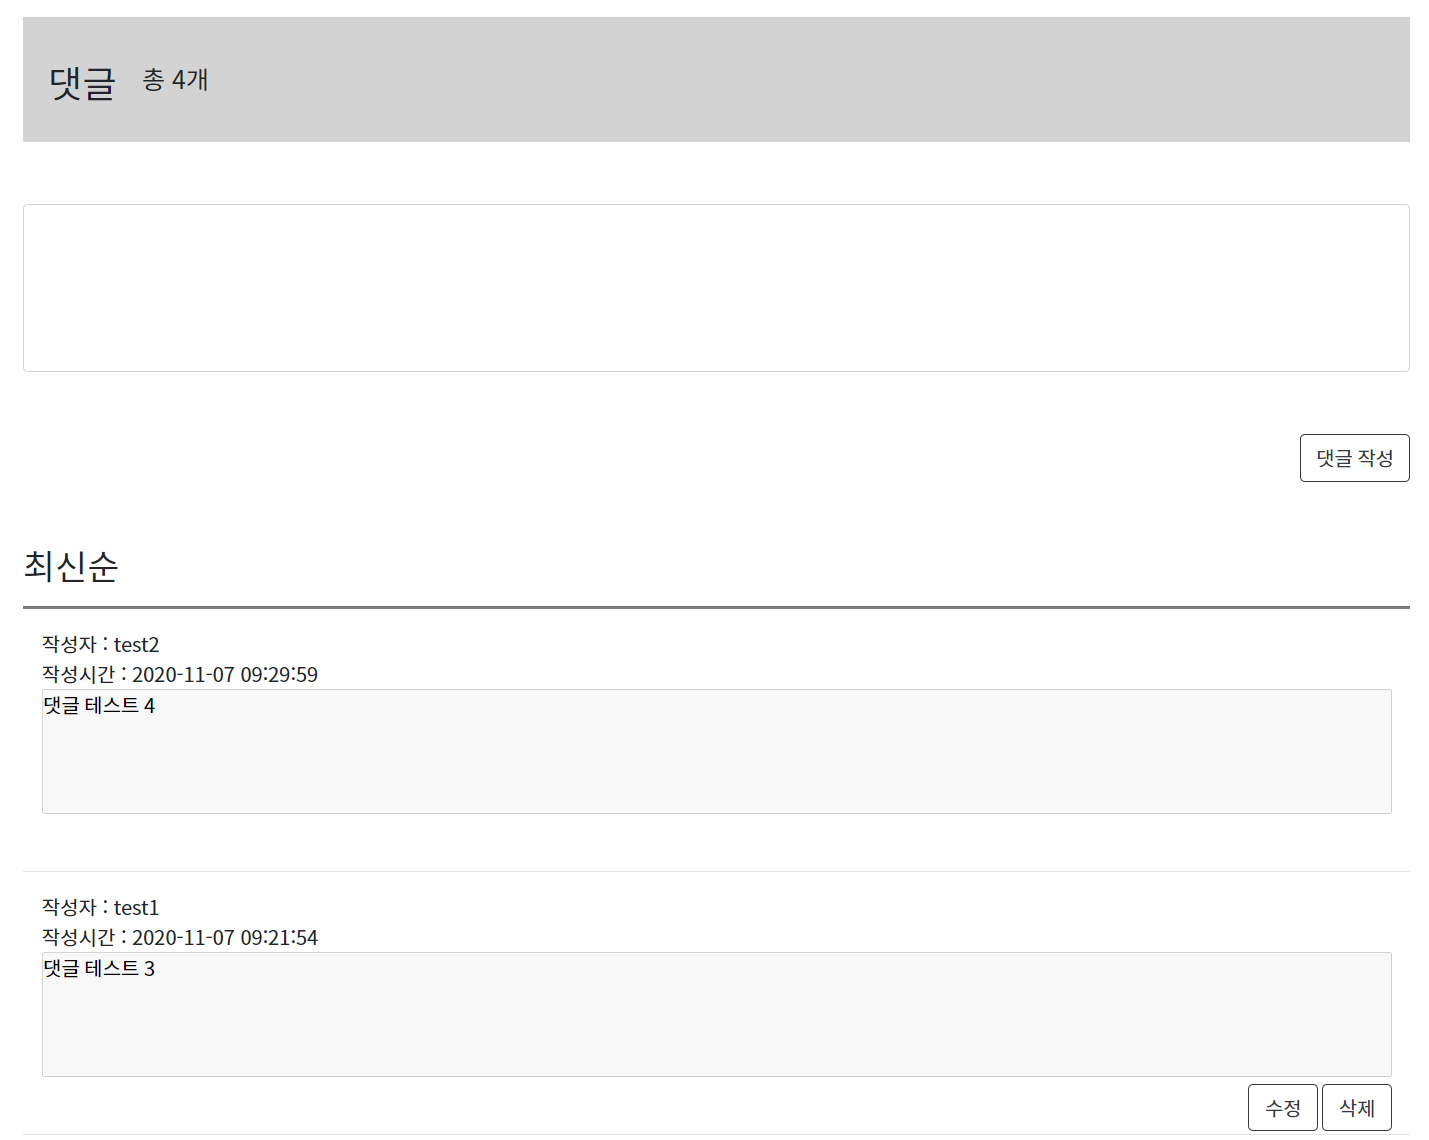 댓글 총 4개
댓글 작성
최신순
작성자 : test2
작성시간 : 2020-11-07 09:29:59
댓글 테스트 4
작성자 : test1
작성시간 : 2020-11-07 09:21:54
댓글 테스트 3
수정 삭제